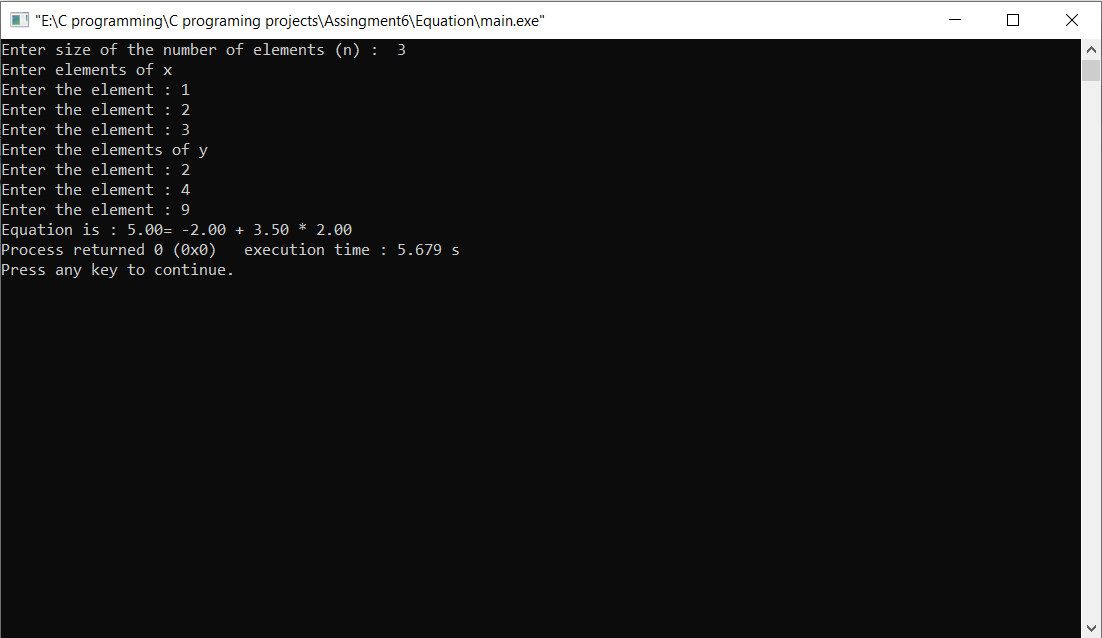 "E:\C programming\C programing projects\Assingment6\Equation\main.exe"
Enter size of the number of elements (n) :  3
Enter elements of x
Enter the element : 1
Enter the element : 2
Enter the element : 3
Enter the elements of y
Enter the element : 2
Enter the element : 4
Enter the element : 9
Equation is : 5.00= -2.00 + 3.50 * 2.00
Process returned 0 (0x0)   execution time : 5.679 s
Press any key to continue.